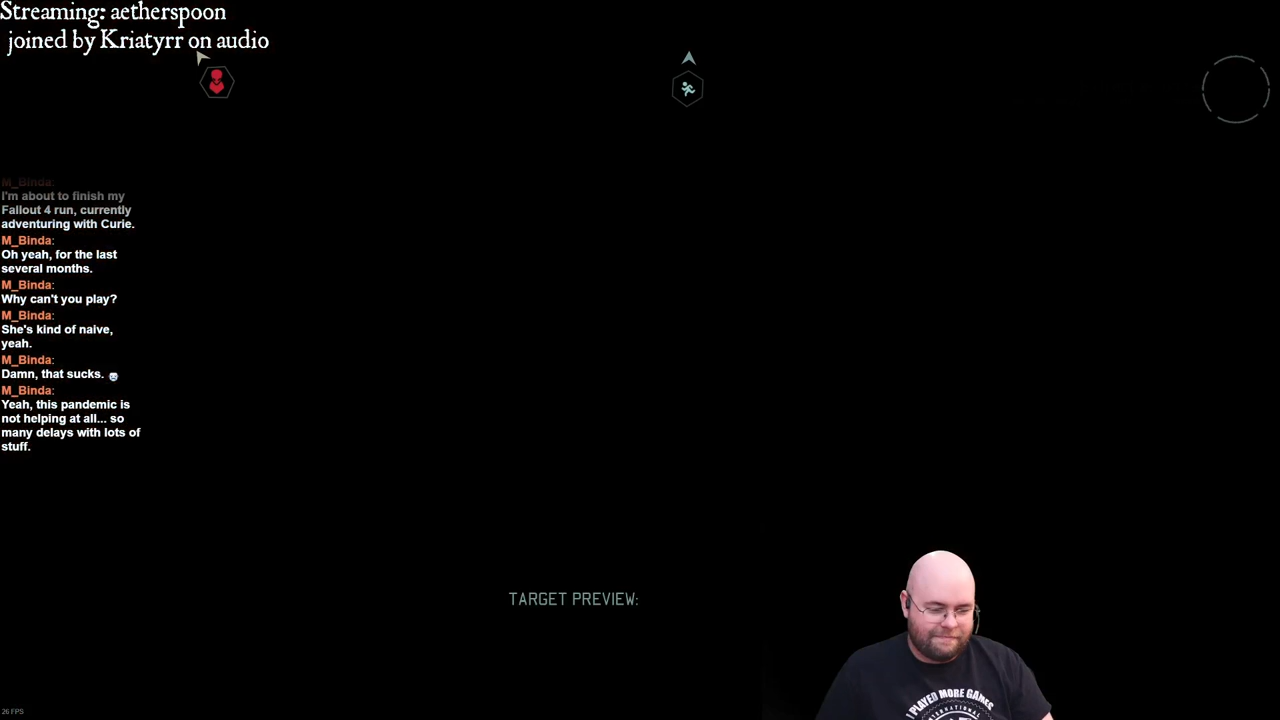 Streaming: aetherspoon
joined by Kriatyrr on audio
M_Binda:
I'm about to finish my
Fallout 4 run, currently
adventuring with Curie.
M_Binda:
Oh yeah, for the last
several months.
M_Binda:
Why can't you play?
M_Binda:
She's kind of naive,
yeah.
M_Binda:
Damn, that sucks.
M_Binda:
Yeah, this pandemic is
not helping at all... so
many delays with lots of
stuff.
TARGET PREVIEW:
I PLAYED MORE GAMES
26 FPS